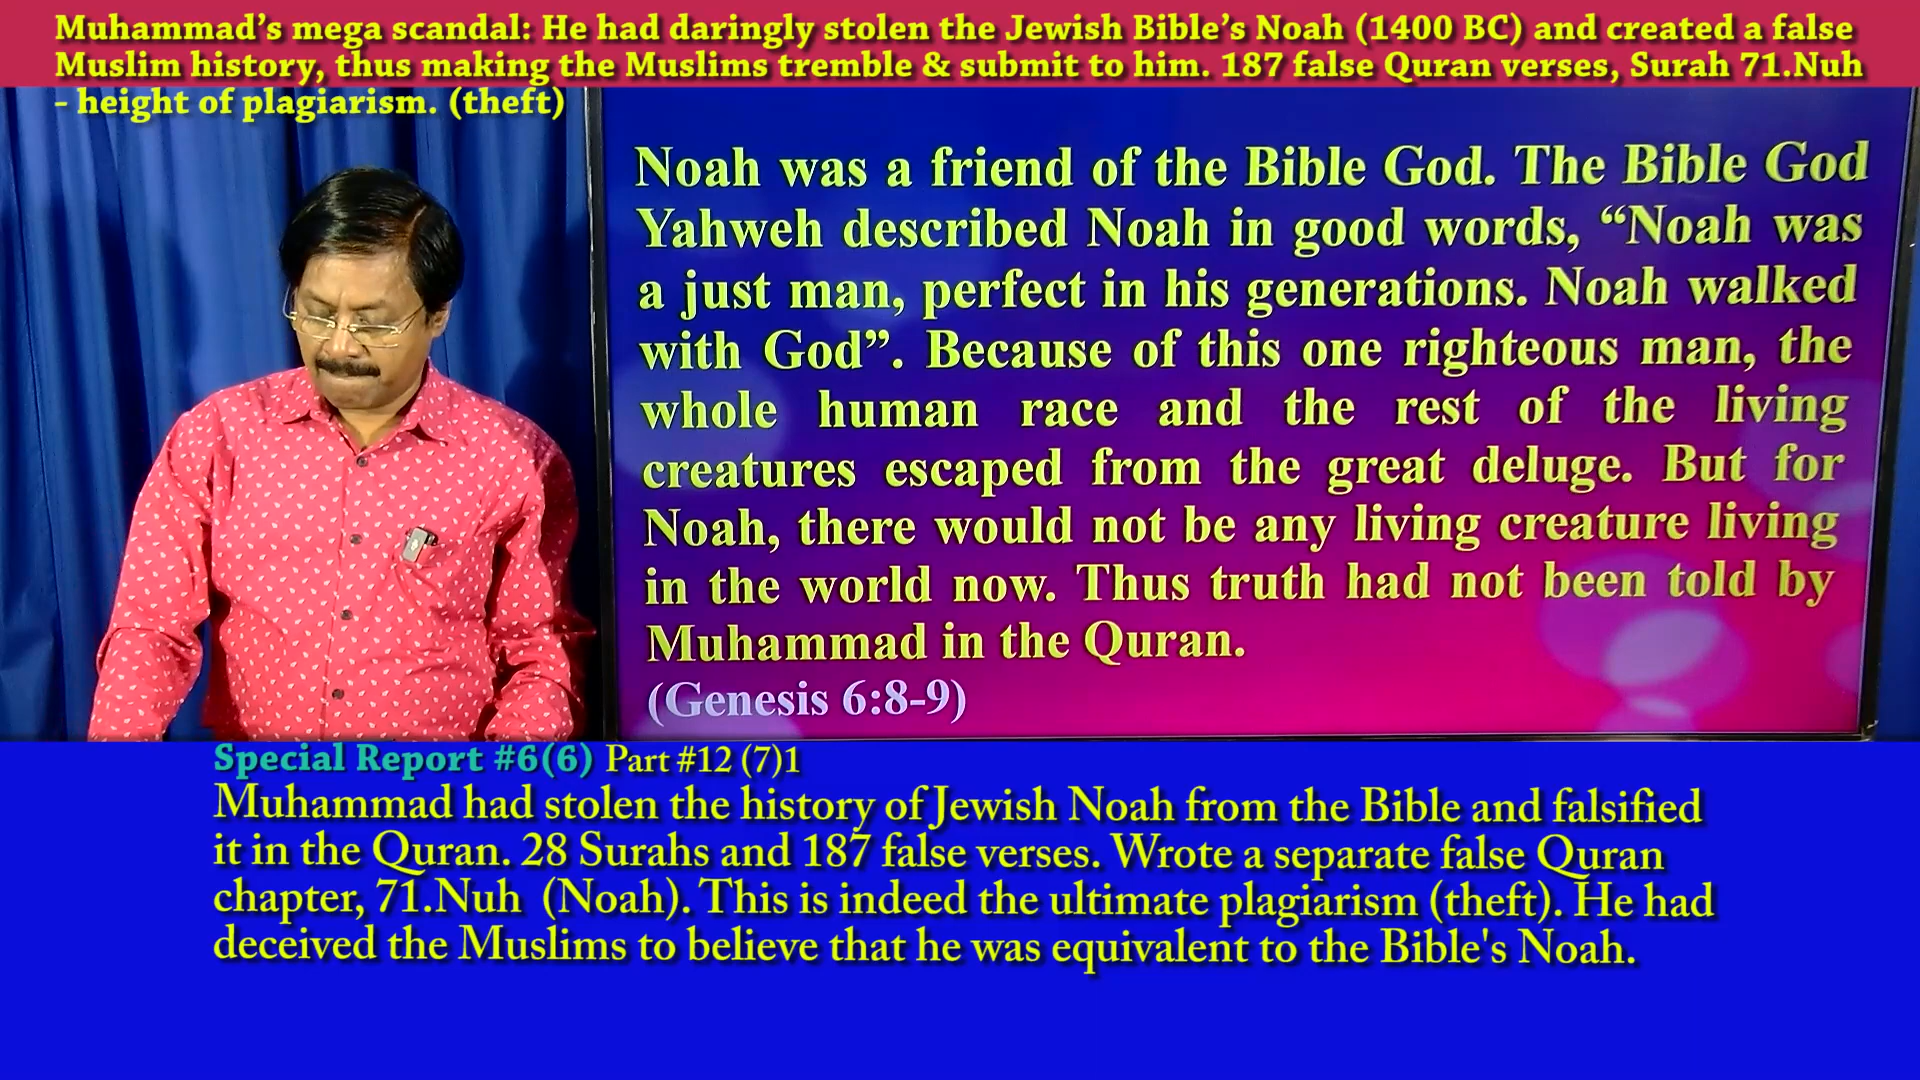 Muhammad’s mega scandal: He had daringly stolen the Jewish Bible’s Noah (1400 BC) and created a false
Muslim history, thus making the Muslims tremble & submit to him. 187 false Quran verses, Surah 71.Nuh
- height of plagiarism. (theft)
Noah was a friend of the Bible God. The Bible God
Yahweh described Noah in good words, “Noah was
a just man, perfect in his generations. Noah walked
with God”. Because of this one righteous man, the
whole human race and the rest of the living
creatures escaped from the great deluge. But for
Noah, there would not be any living creature living
in the world now. Thus truth had not been told by
Muhammad in the Quran.
(Genesis 6:8-9)
Special Report #6(6) Part #12 (7)1
Muhammad had stolen the history of Jewish Noah from the Bible and falsified
it in the Quran. 28 Surahs and 187 false verses. Wrote a separate false Quran
chapter, 71.Nuh (Noah). This is indeed the ultimate plagiarism (theft). He had
deceived the Muslims to believe that he was equivalent to the Bible's Noah.